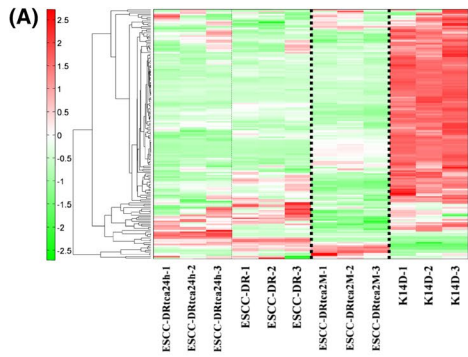 (A)
2.5
2
1.5
1
0.5
0
-0.5
-1
-1.5
-2
-2.5
ESCC-DRtea24h-1
ESCC-DRtea24h-2
ESCC-DRtea24h-3
ESCC-DR-1
ESCC-DR-2
ESCC-DR-3
ESCC-DRtea2M-1
ESCC-DRtea2M-2
ESCC-DRtea2M-3
K14D-1
K14D-2
K14D-3